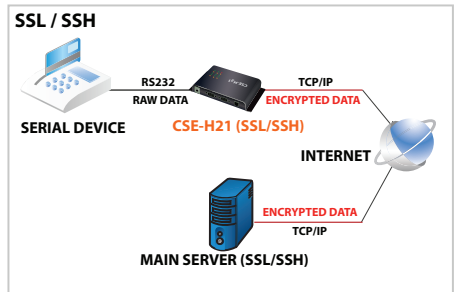 SSL / SSH
RS232
RAW DATA
TCP/IP
ENCRYPTED DATA
SERIAL DEVICE
CSE-H21 (SSL/SSH)
INTERNET
ENCRYPTED DATA
TCP/IP
MAIN SERVER (SSL/SSH)